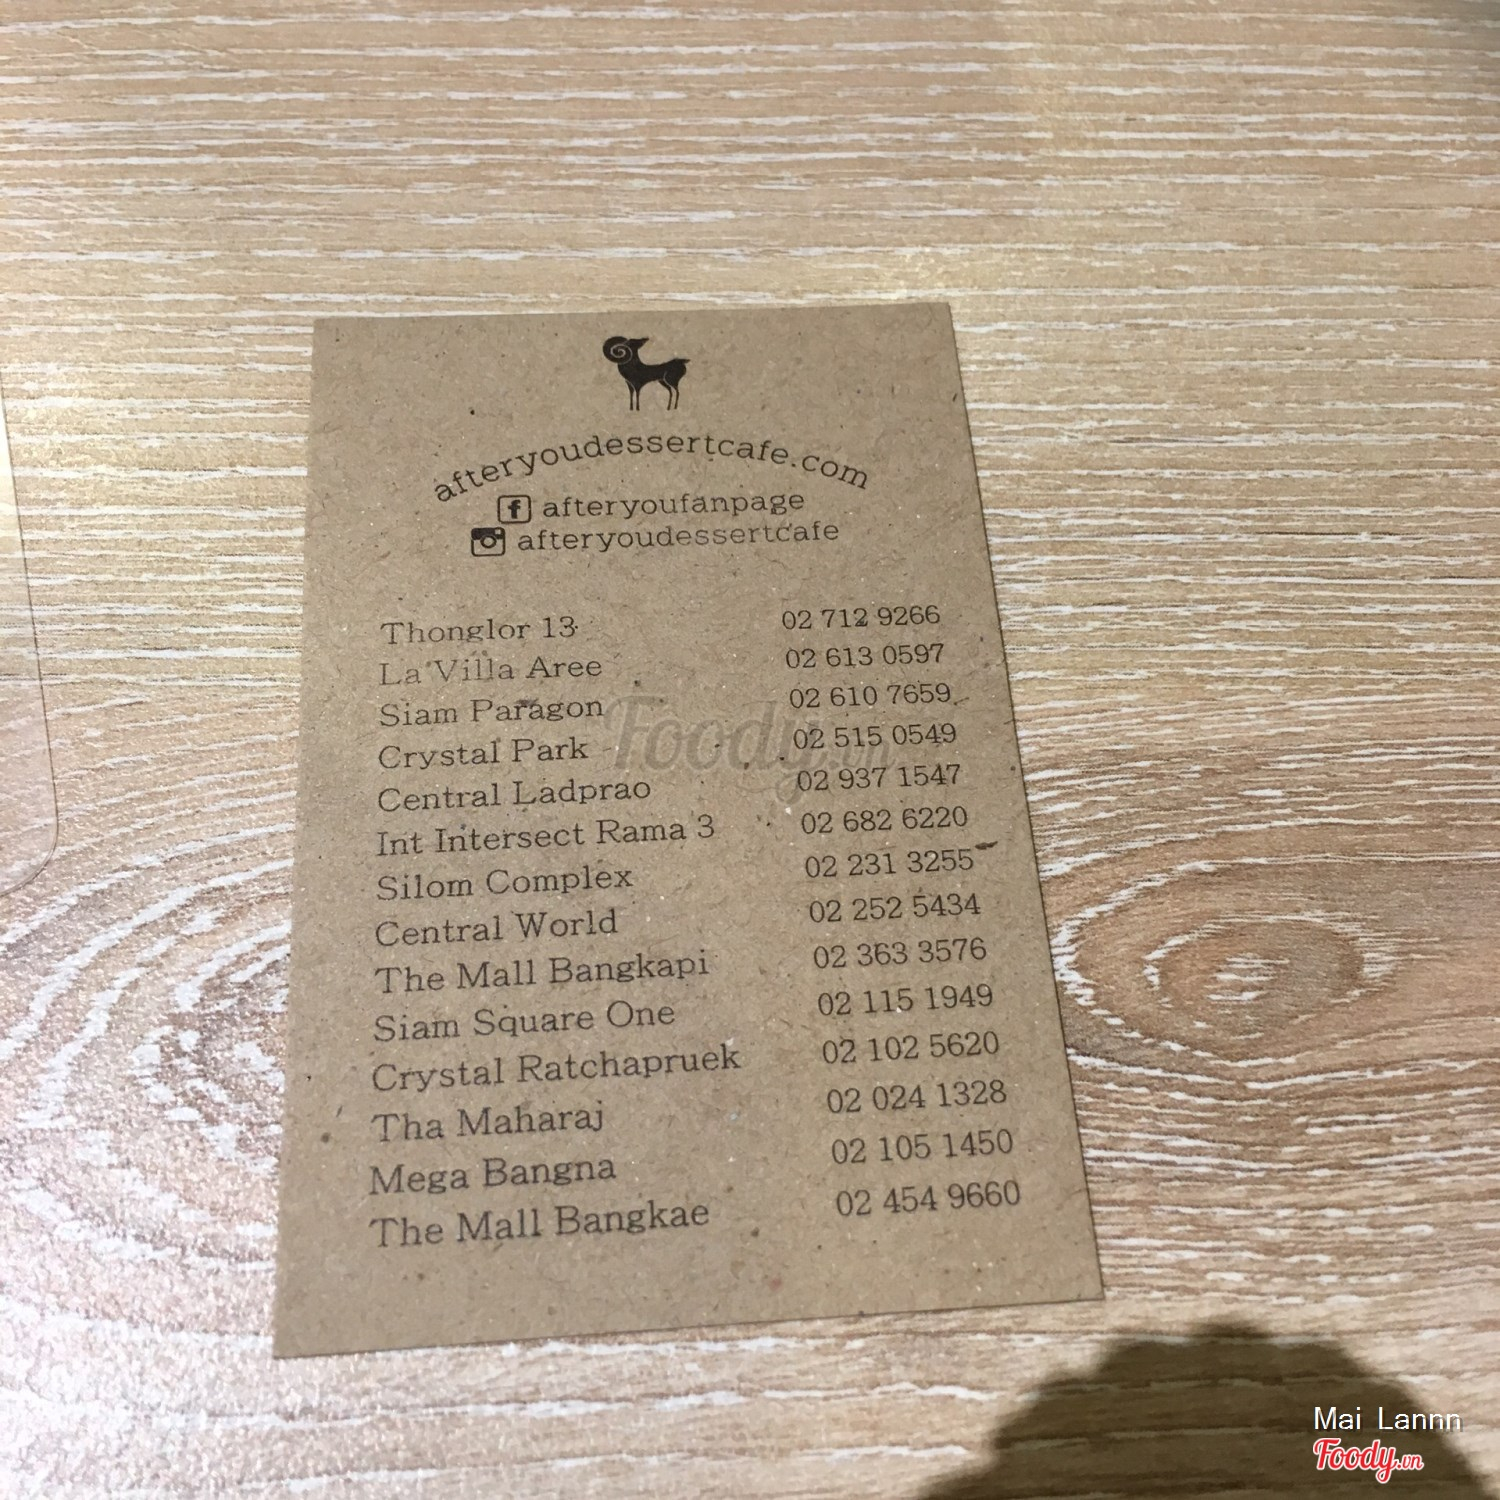 afteryoudessertcafe.com
afteryoufanpage
afteryoudessertcafe
Thonglor 13 02 712 9266
La Villa Aree 02 613 0597
Siam Paragon 02 610 7659
Crystal Park 02 515 0549
Central Ladprao 02 937 1547
Int Intersect Rama 3 02 682 6220
Silom Complex 02 231 3255
Central World 02 252 5434
The Mall Bangkapi 02 363 3576
Siam Square One 02 115 1949
Crystal Ratchapruek 02 102 5620
Tha Maharaj 02 024 1328
Mega Bangna 02 105 1450
The Mall Bangkae 02 454 9660
Foody.vn
Mai Lannn
Foody.vn